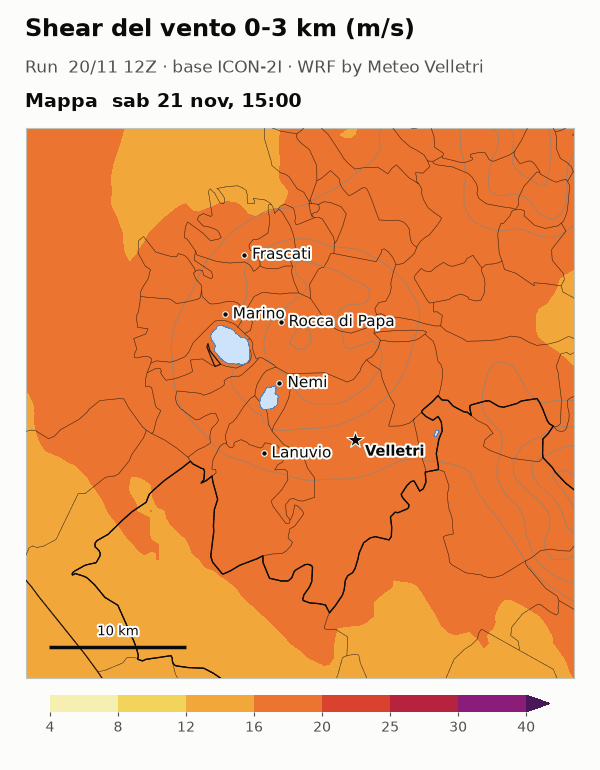 Shear del vento 0-3 km (m/s)
Run  20/11 12Z · base ICON-2I · WRF by Meteo Velletri
Mappa  sab 21 nov, 15:00
Frascati
Marino
Rocca di Papa
Nemi
Velletri
Lanuvio
10 km
4 8 12 16 20 25 30 40